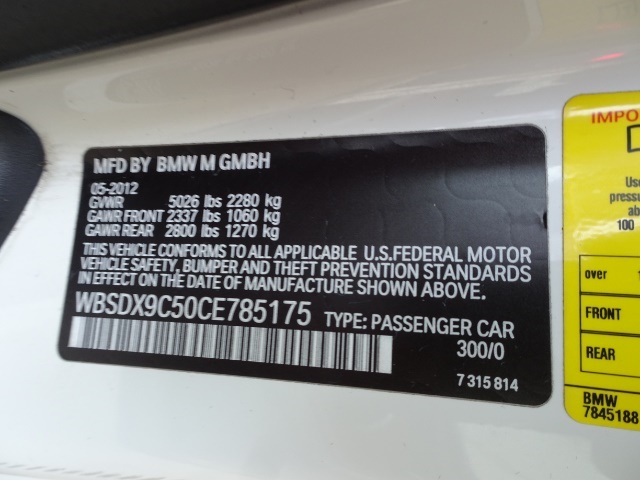 MFD BY BMW M GMBH
05-2012
GVWR 5026 lbs 2280 kg
GAWR FRONT 2337 lbs 1060 kg
GAWR REAR 2800 lbs 1270 kg
THIS VEHICLE CONFORMS TO ALL APPLICABLE U.S.FEDERAL MOTOR
VEHICLE SAFETY, BUMPER AND THEFT PREVENTION STANDARDS
IN EFFECT ON THE DATE OF MANUFACTURE SHOWN ABOVE.
WBSDX9C50CE785175 TYPE: PASSENGER CAR
300/0
7 315 814
over
100
FRONT
REAR
BMW
7845188